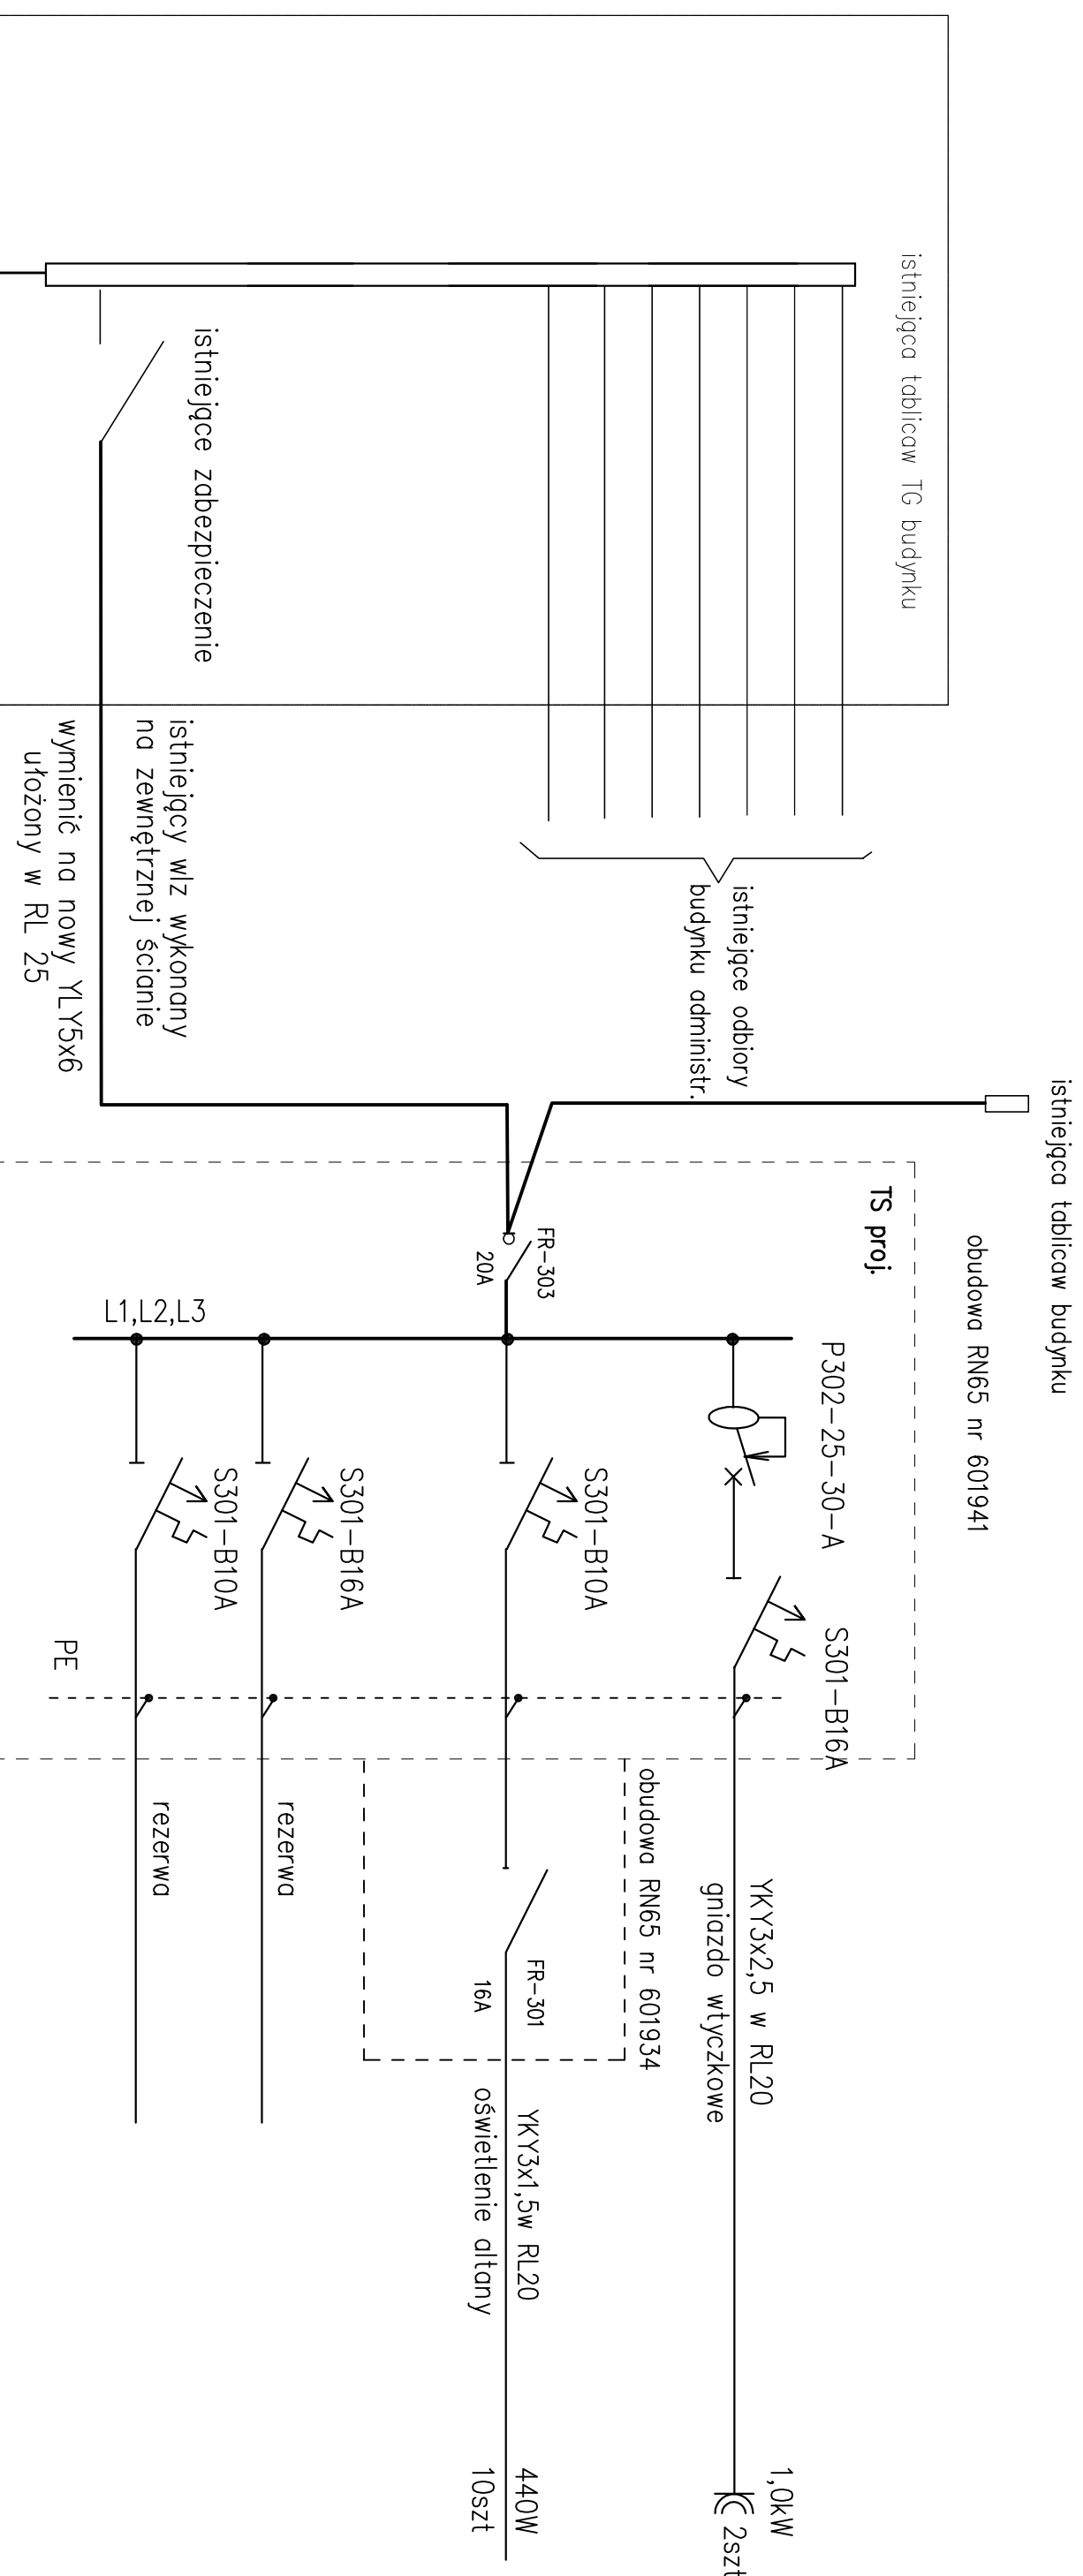 istniejąca tablicaw budynku
obudowa RN65 nr 601941
istniejąca tablicaw TG budynku
TS proj.
P302-25-30-A
S301-B16A
istniejące odbiory
budynku administr.
1,0kW
2szt
YKY3x2,5 w RL20
gniazdo wtyczkowe
obudowa RN65 nr 601934
FR-303
20A
S301-B10A
FR-301
16A
YKY3x1,5w RL20
oświetlenie altany
440W
10szt
S301-B16A
rezerwa
istniejące zabezpieczenie
istniejący wlz wykonany
na zewnętrznej ścianie
wymienić na nowy YLY5x6
ułożony w RL 25
L1,L2,L3
S301-B10A
rezerwa
PE